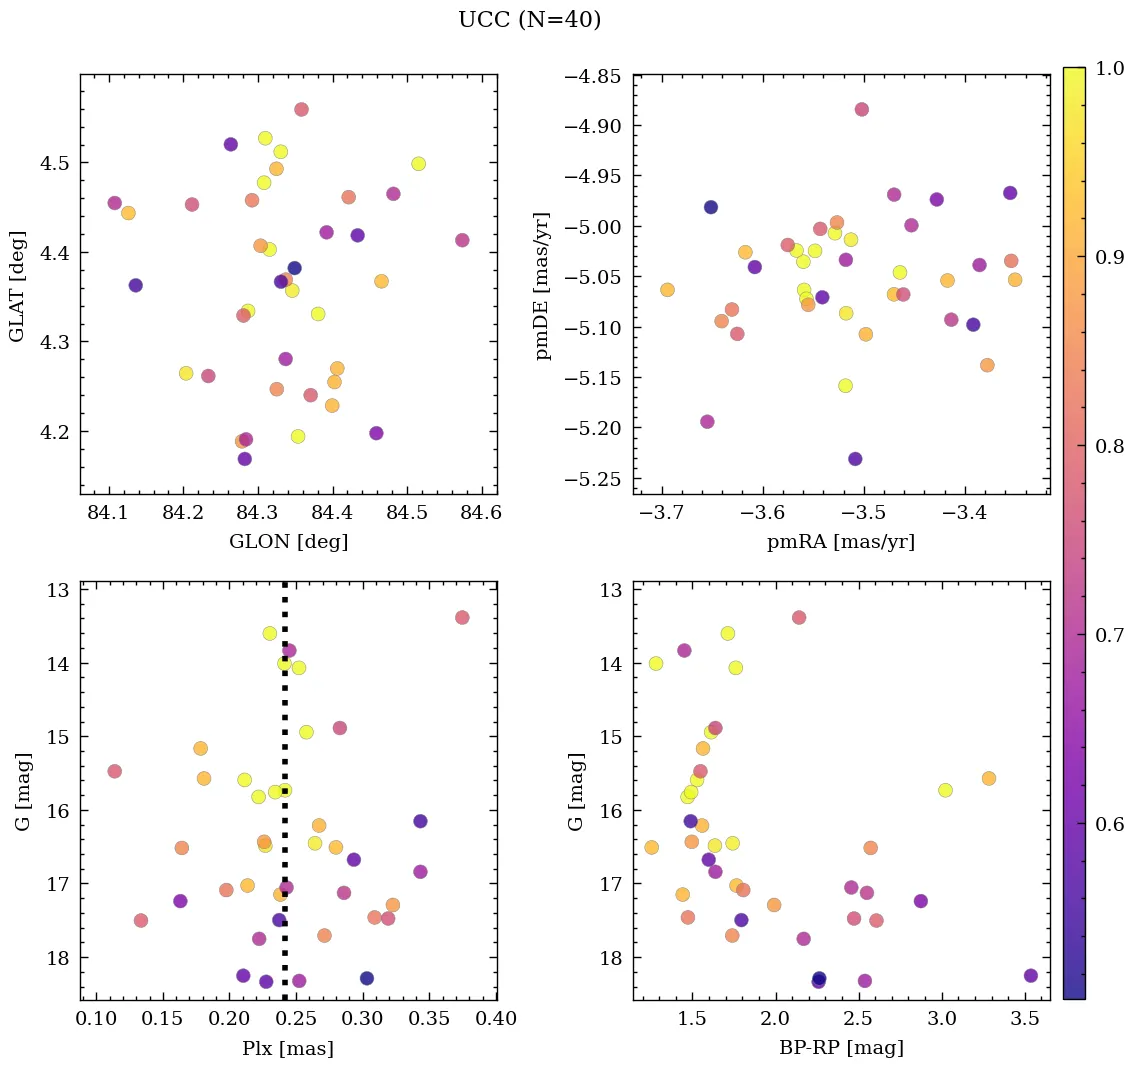 UCC (N=40)
4.5
4.4
4.3
4.2
GLAT [deg]
84.1 84.2 84.3 84.4 84.5 84.6
GLON [deg]
−4.85
−4.90
−4.95
−5.00
−5.05
−5.10
−5.15
−5.20
−5.25
pmDE [mas/yr]
−3.7 −3.6 −3.5 −3.4
pmRA [mas/yr]
1.0
0.9
0.8
0.7
0.6
13
14
15
16
17
18
G [mag]
0.10 0.15 0.20 0.25 0.30 0.35 0.40
Plx [mas]
13
14
15
16
17
18
G [mag]
1.5 2.0 2.5 3.0 3.5
BP-RP [mag]